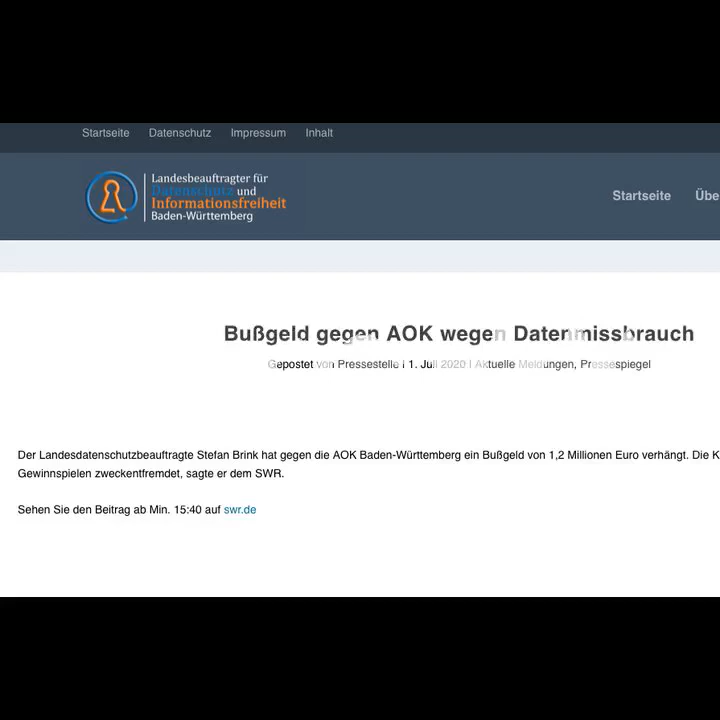 Startseite Datenschutz Impressum Inhalt
Landesbeauftragter für
Datenschutz und
Informationsfreiheit
Baden-Württemberg
Startseite Übe
Bußgeld gegen AOK wegen Datenmissbrauch
Gepostet von Pressestelle | 1. Juli 2020 | Aktuelle Meldungen, Pressespiegel
Der Landesdatenschutzbeauftragte Stefan Brink hat gegen die AOK Baden-Württemberg ein Bußgeld von 1,2 Millionen Euro verhängt. Die K
Gewinnspielen zweckentfremdet, sagte er dem SWR.
Sehen Sie den Beitrag ab Min. 15:40 auf swr.de